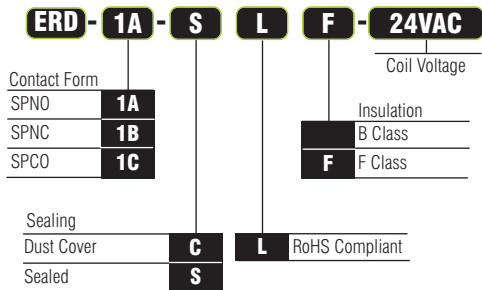 ERD - 1A - S L F - 24VAC
Coil Voltage
Contact Form
SPNO 1A
SPNC 1B
SPCO 1C
Insulation
B Class
F F Class
Sealing
Dust Cover C
Sealed S
L RoHS Compliant